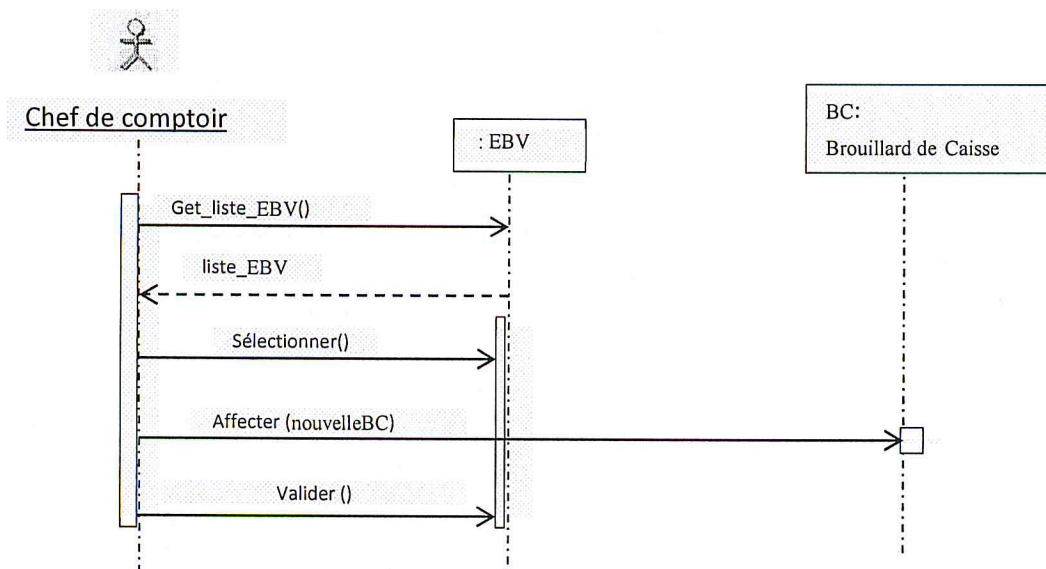 Chef de comptoir
: EBV
BC:
Brouillard de Caisse
Get_liste_EBV()
liste_EBV
Sélectionner()
Affecter (nouvelleBC)
Valider ()